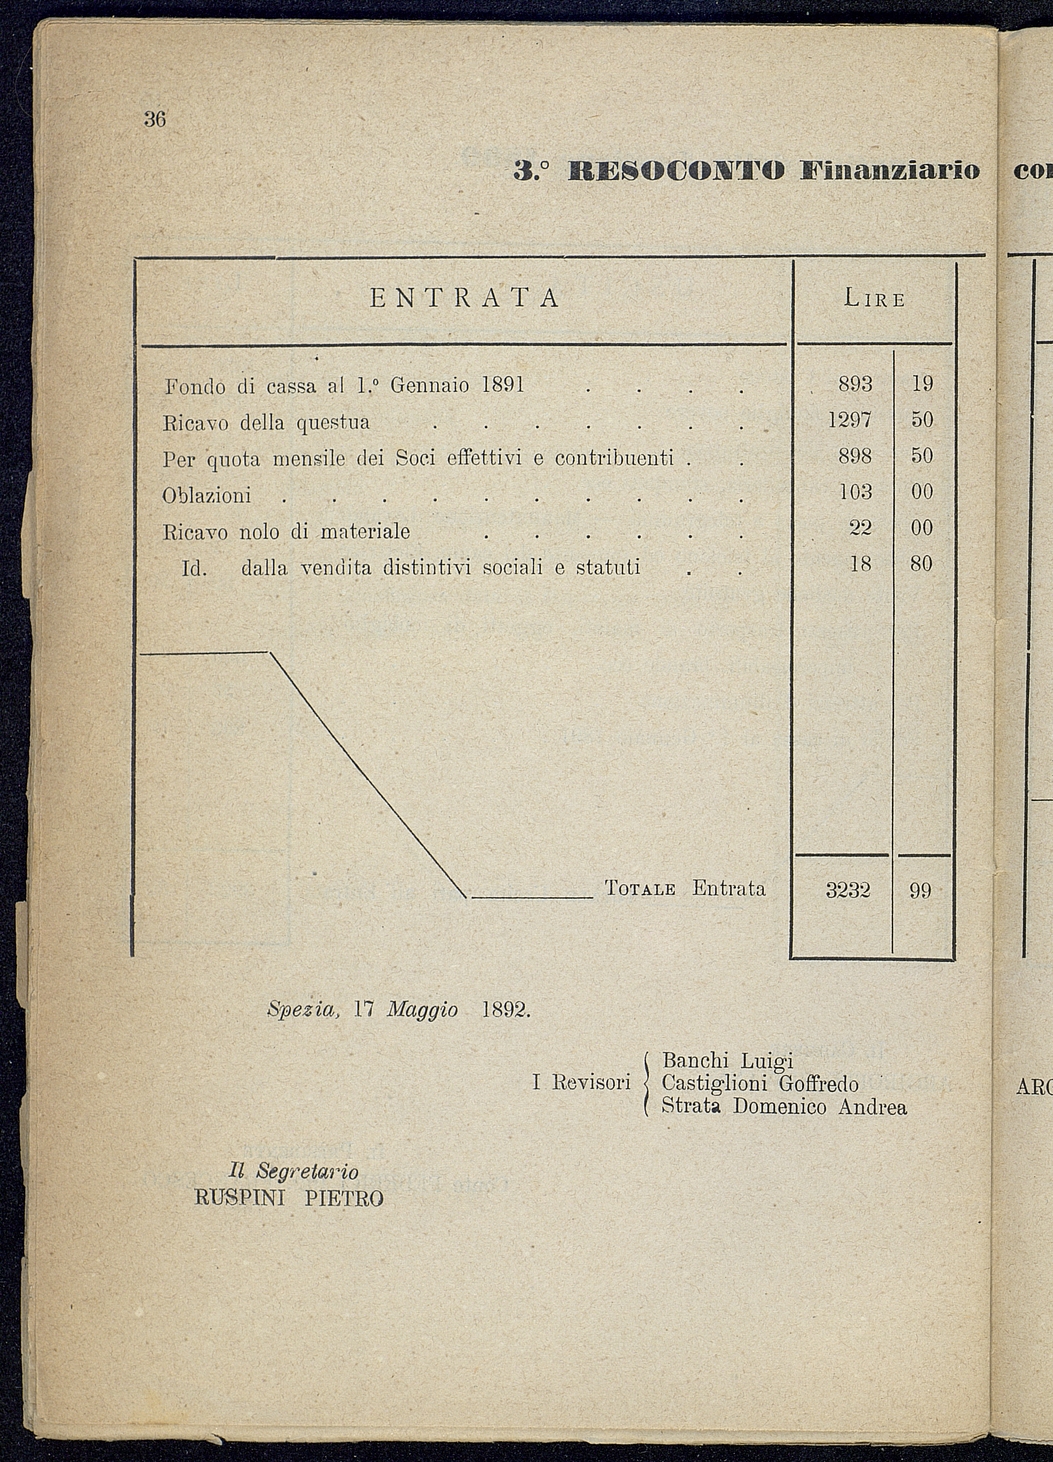 36
3.° RESOCONTO Finanziario
ENTRATA LIRE
Fondo di cassa al 1.° Gennaio 1891 . . . . 893 19
Ricavo della questua . . . . . . . 1297 50
Per quota mensile dei Soci effettivi e contribuenti . . 898 50
Oblazioni . . . . . . . . . . 103 00
Ricavo nolo di materiale . . . . . . 22 00
Id. dalla vendita distintivi sociali e statuti . . 18 80
TOTALE Entrata 3232 99
Spezia, 17 Maggio 1892.
I Revisori
Banchi Luigi
Castiglioni Goffredo
Strata Domenico Andrea
Il Segretario
RUSPINI PIETRO